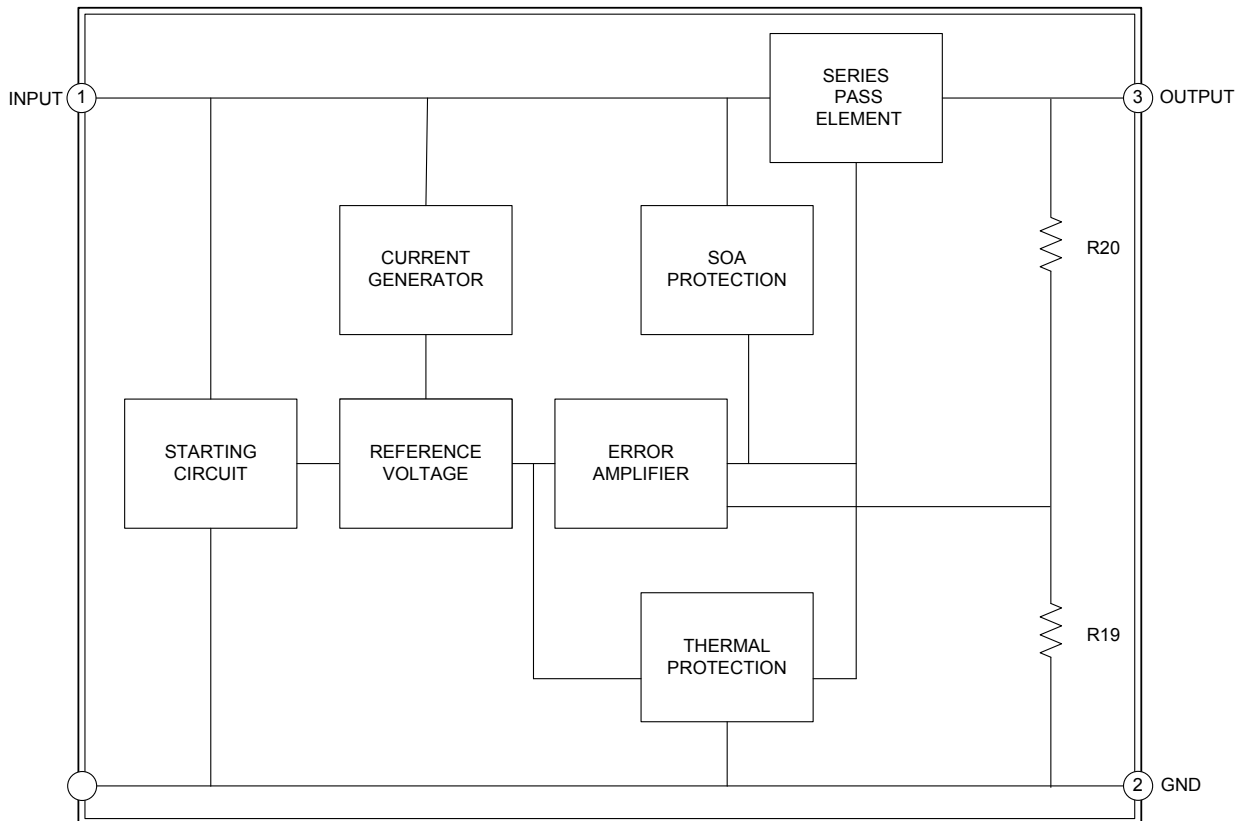 SERIES
PASS
ELEMENT
INPUT 1
3 OUTPUT
CURRENT
GENERATOR
SOA
PROTECTION
R20
STARTING
CIRCUIT
REFERENCE
VOLTAGE
ERROR
AMPLIFIER
THERMAL
PROTECTION
R19
2 GND